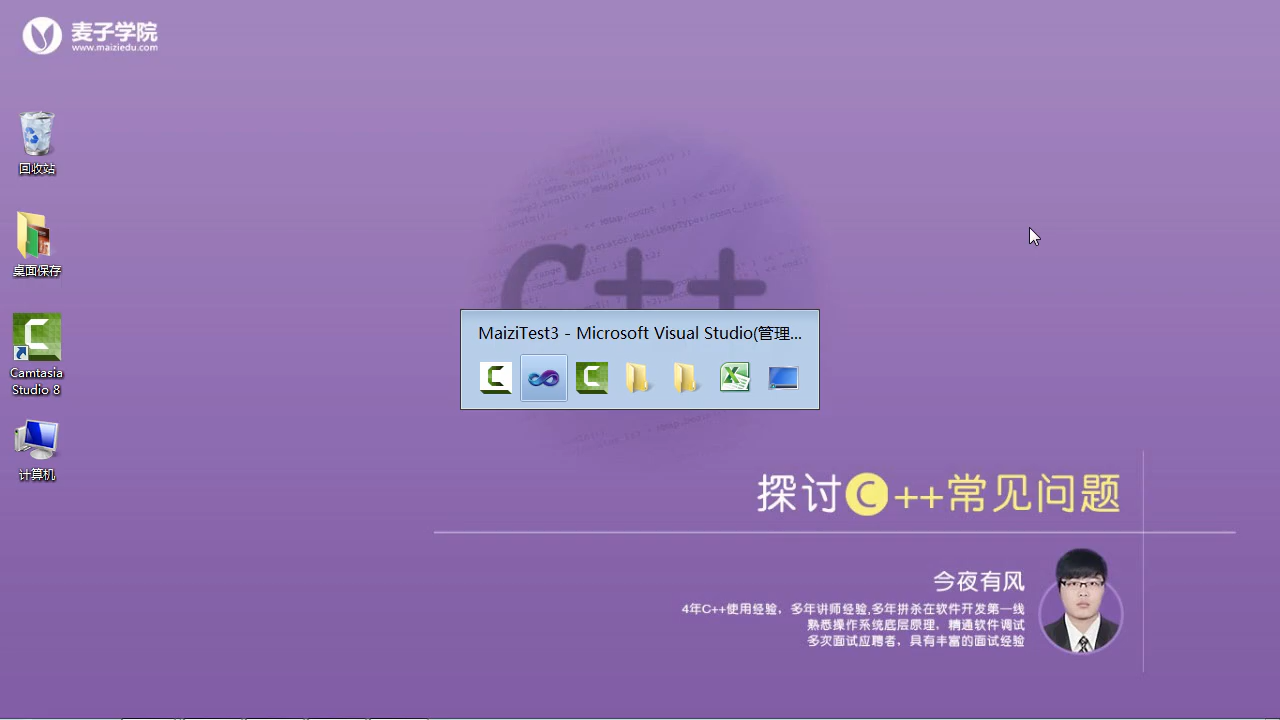 麦子学院
www.maiziedu.com
回收站
桌面保存
Camtasia
Studio 8
计算机
C++
MaiziTest3 - Microsoft Visual Studio(管理...
探讨C++常见问题
今夜有风
4年C++使用经验，多年讲师经验,多年拼杀在软件开发第一线
熟悉操作系统底层原理，精通软件调试
多次面试应聘者，具有丰富的面试经验